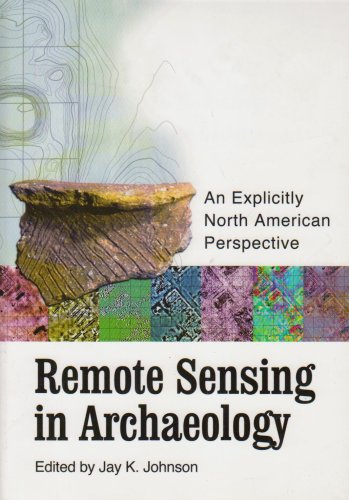 An Explicitly
North American
Perspective
Remote Sensing
in Archaeology
Edited by Jay K. Johnson